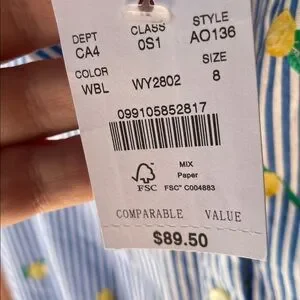 DEPT CLASS STYLE
CA4 0S1 AO136
COLOR SIZE
WBL WY2802 8
099105852817
MIX
Paper
FSC FSC® C004883
COMPARABLE VALUE
$89.50